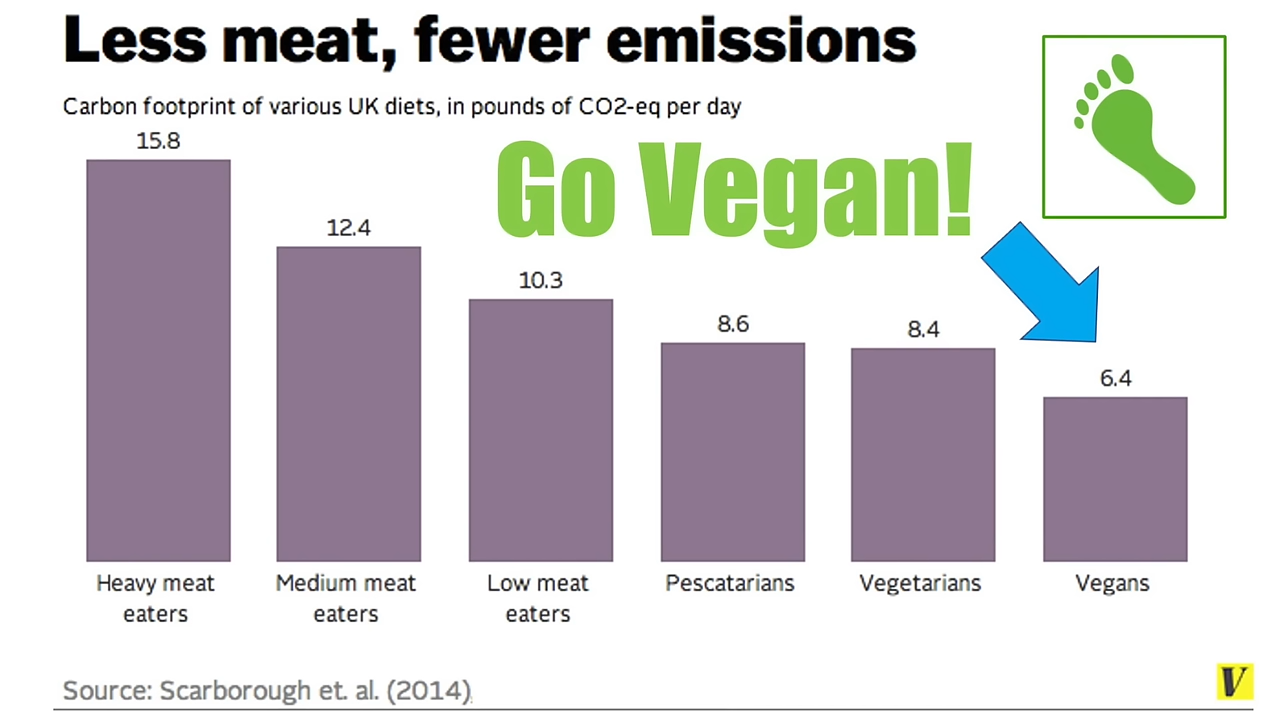 Less meat, fewer emissions
Carbon footprint of various UK diets, in pounds of CO2-eq per day
Go Vegan!
15.8
12.4
10.3
8.6
8.4
6.4
Heavy meat
eaters
Medium meat
eaters
Low meat
eaters
Pescatarians
Vegetarians
Vegans
Source: Scarborough et. al. (2014)
V